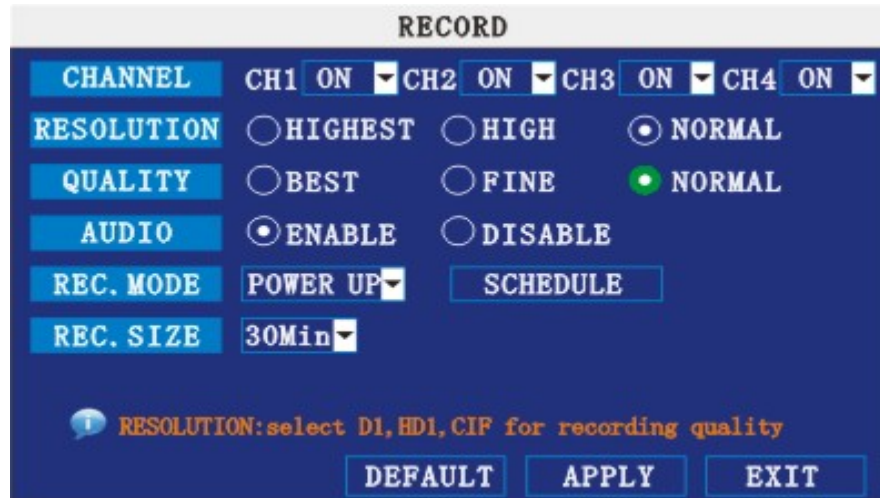 RECORD
CHANNEL CH1 ON CH2 ON CH3 ON CH4 ON
RESOLUTION HIGHEST HIGH NORMAL
QUALITY BEST FINE NORMAL
AUDIO ENABLE DISABLE
REC.MODE POWER UP SCHEDULE
REC.SIZE 30Min
RESOLUTION:select D1,HD1,CIF for recording quality
DEFAULT APPLY EXIT